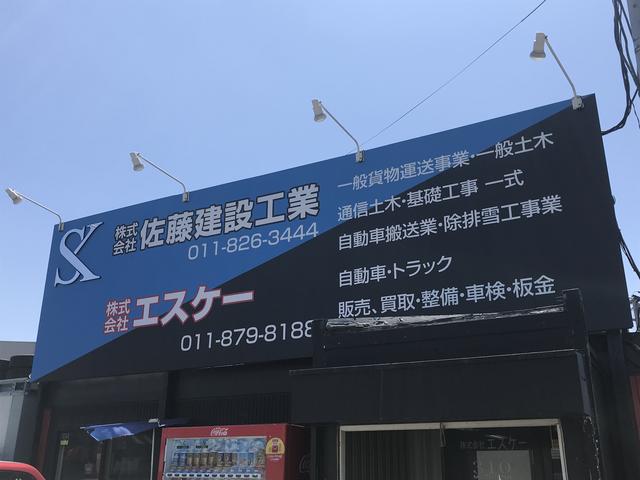 SK
株式会社 佐藤建設工業
011-826-3444
株式会社 エスケー
011-879-8188
一般貨物運送事業・一般土木
通信土木・基礎工事 一式
自動車搬送業・除排雪工事業
自動車・トラック
販売、買取・整備・車検・板金
Coca-Cola
株式会社 エスケー